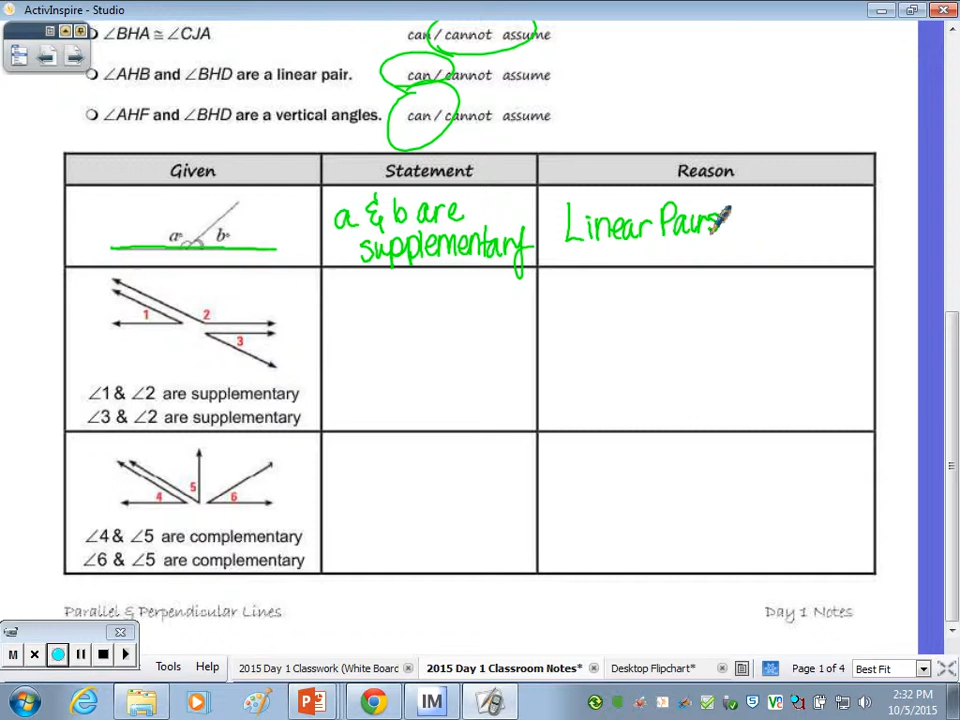 ActivInspire - Studio
∠BHA ≅ ∠CJA can / cannot assume
∠AHB and ∠BHD are a linear pair. can / cannot assume
∠AHF and ∠BHD are a vertical angles. can / cannot assume
Given Statement Reason
a° b°
a & b are
supplementary
Linear Pairs
1 2
3
∠1 & ∠2 are supplementary
∠3 & ∠2 are supplementary
4 5 6
∠4 & ∠5 are complementary
∠6 & ∠5 are complementary
Parallel & Perpendicular Lines Day 1 Notes
M
Tools Help 2015 Day 1 Classwork (White Board 2015 Day 1 Classroom Notes* Desktop Flipchart* Page 1 of 4 Best Fit
IM
2:32 PM
10/5/2015